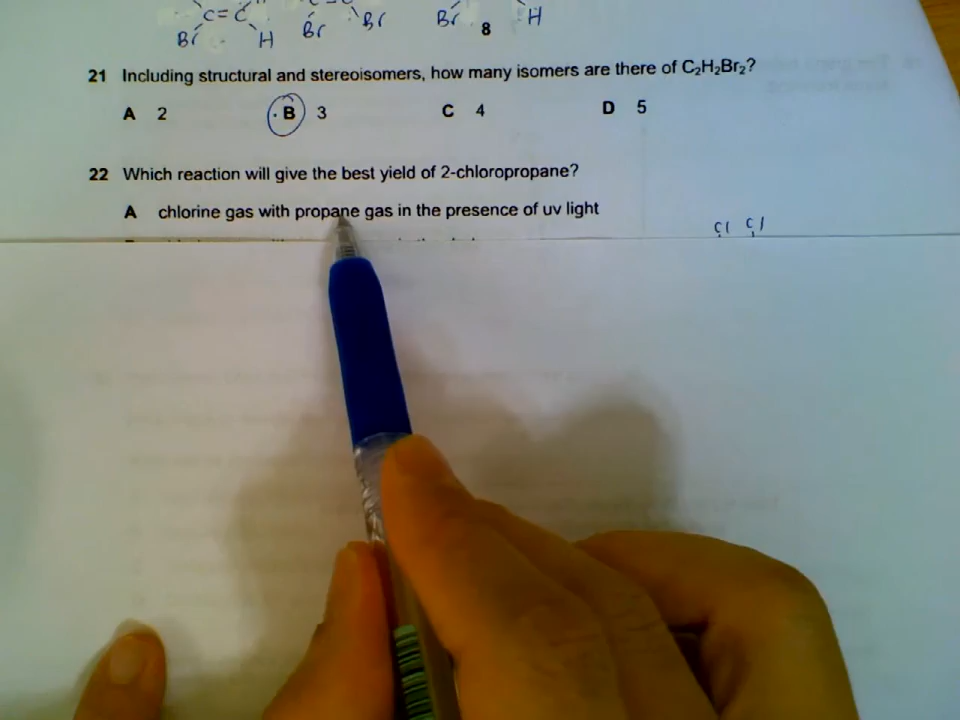 C=C
Br H Br Br Br H
8
21 Including structural and stereoisomers, how many isomers are there of C₂H₂Br₂?
A 2 B 3 C 4 D 5
22 Which reaction will give the best yield of 2-chloropropane?
A chlorine gas with propane gas in the presence of uv light
Cl Cl